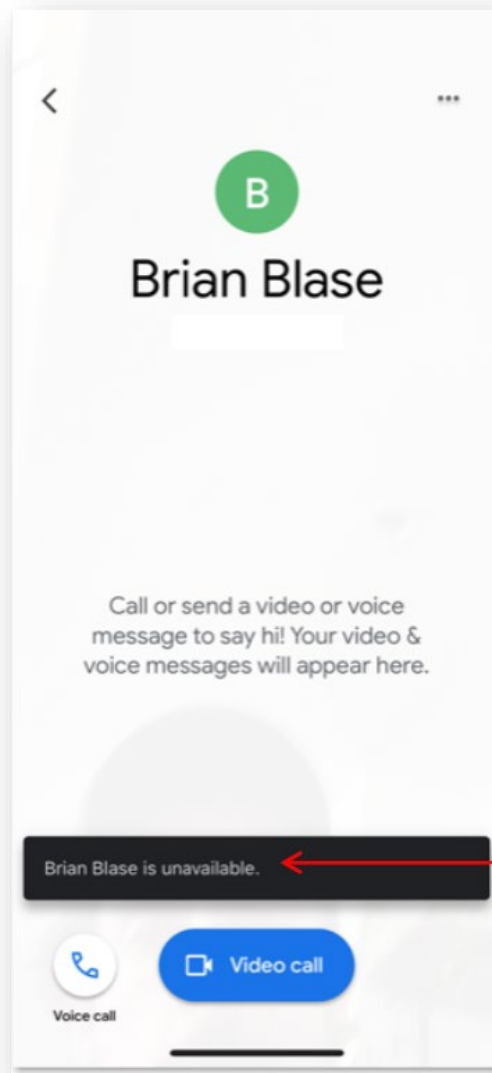 B
Brian Blase
Call or send a video or voice
message to say hi! Your video &
voice messages will appear here.
Brian Blase is unavailable.
Video call
Voice call